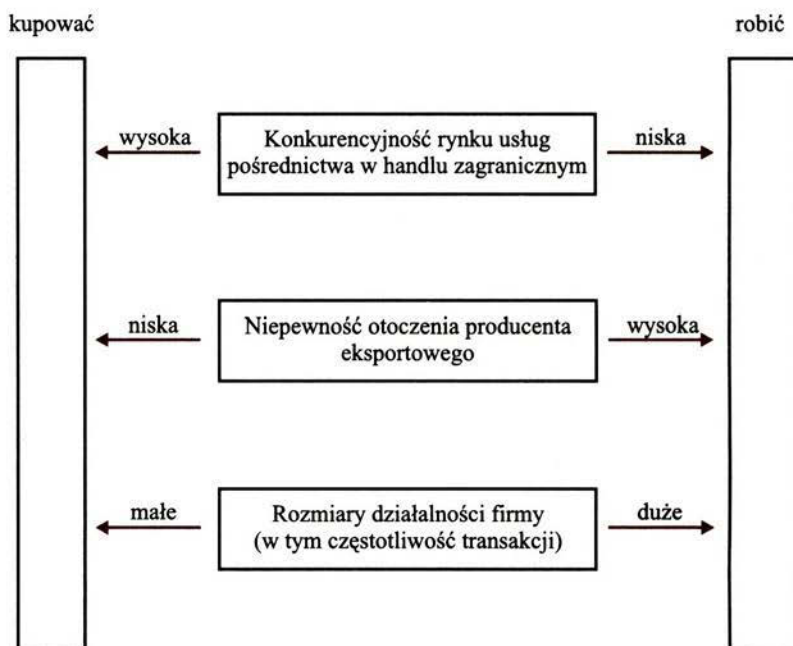 kupować
robić
wysoka
Konkurencyjność rynku usług
pośrednictwa w handlu zagranicznym
niska
niska
Niepewność otoczenia producenta
eksportowego
wysoka
małe
Rozmiary działalności firmy
(w tym częstotliwość transakcji)
duże